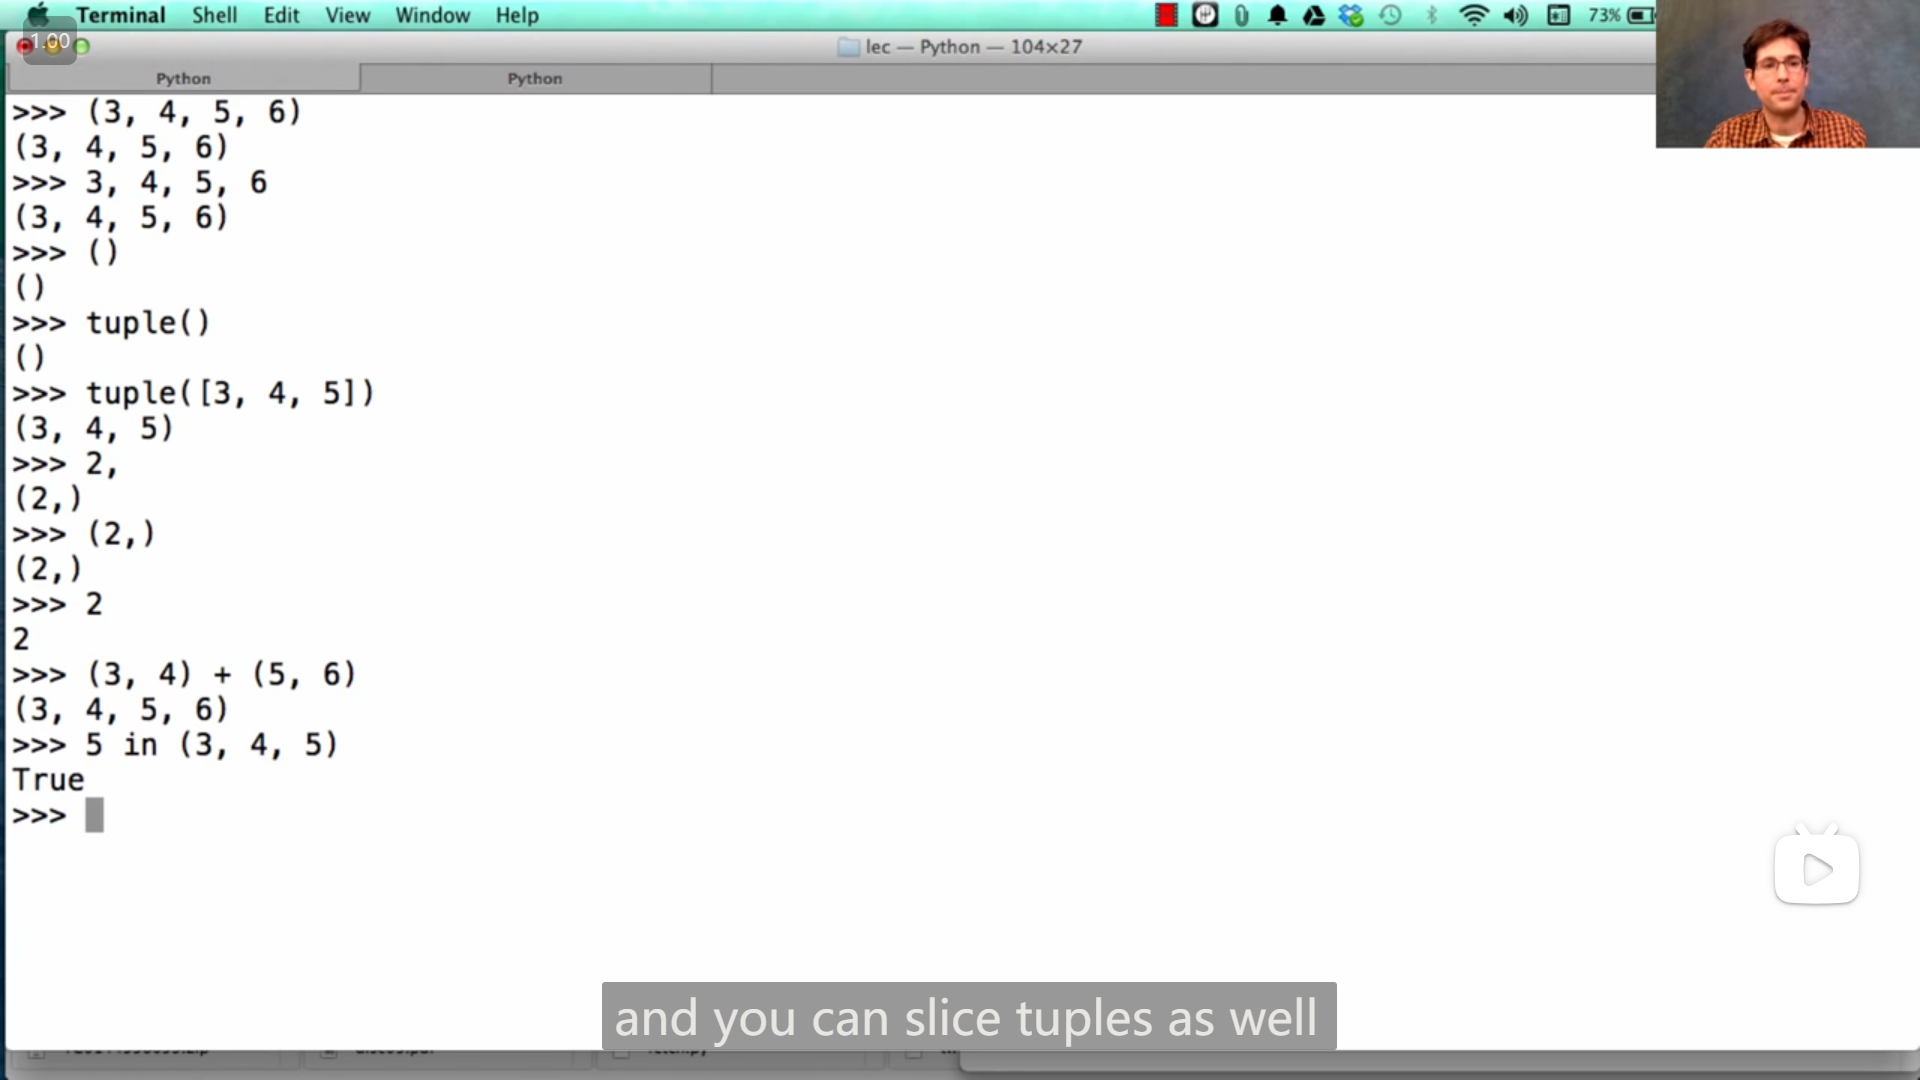 Terminal Shell Edit View Window Help 73%
1.00
lec — Python — 104×27
Python Python
>>> (3, 4, 5, 6)
(3, 4, 5, 6)
>>> 3, 4, 5, 6
(3, 4, 5, 6)
>>> ()
()
>>> tuple()
()
>>> tuple([3, 4, 5])
(3, 4, 5)
>>> 2,
(2,)
>>> (2,)
(2,)
>>> 2
2
>>> (3, 4) + (5, 6)
(3, 4, 5, 6)
>>> 5 in (3, 4, 5)
True
>>>
and you can slice tuples as well